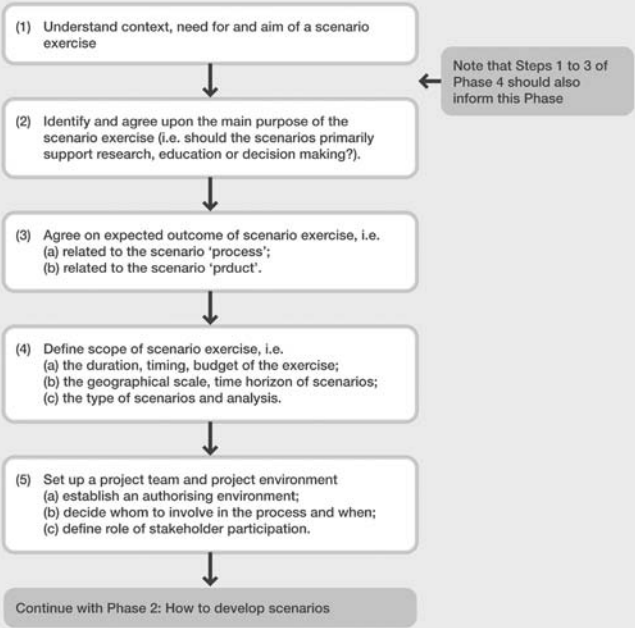 (1) Understand context, need for and aim of a scenario
exercise
Note that Steps 1 to 3 of
Phase 4 should also
inform this Phase
(2) Identify and agree upon the main purpose of the
scenario exercise (i.e. should the scenarios primarily
support research, education or decision making?).
(3) Agree on expected outcome of scenario exercise, i.e.
(a) related to the scenario 'process';
(b) related to the scenario 'prduct'.
(4) Define scope of scenario exercise, i.e.
(a) the duration, timing, budget of the exercise;
(b) the geographical scale, time horizon of scenarios;
(c) the type of scenarios and analysis.
(5) Set up a project team and project environment
(a) establish an authorising environment;
(b) decide whom to involve in the process and when;
(c) define role of stakeholder participation.
Continue with Phase 2: How to develop scenarios